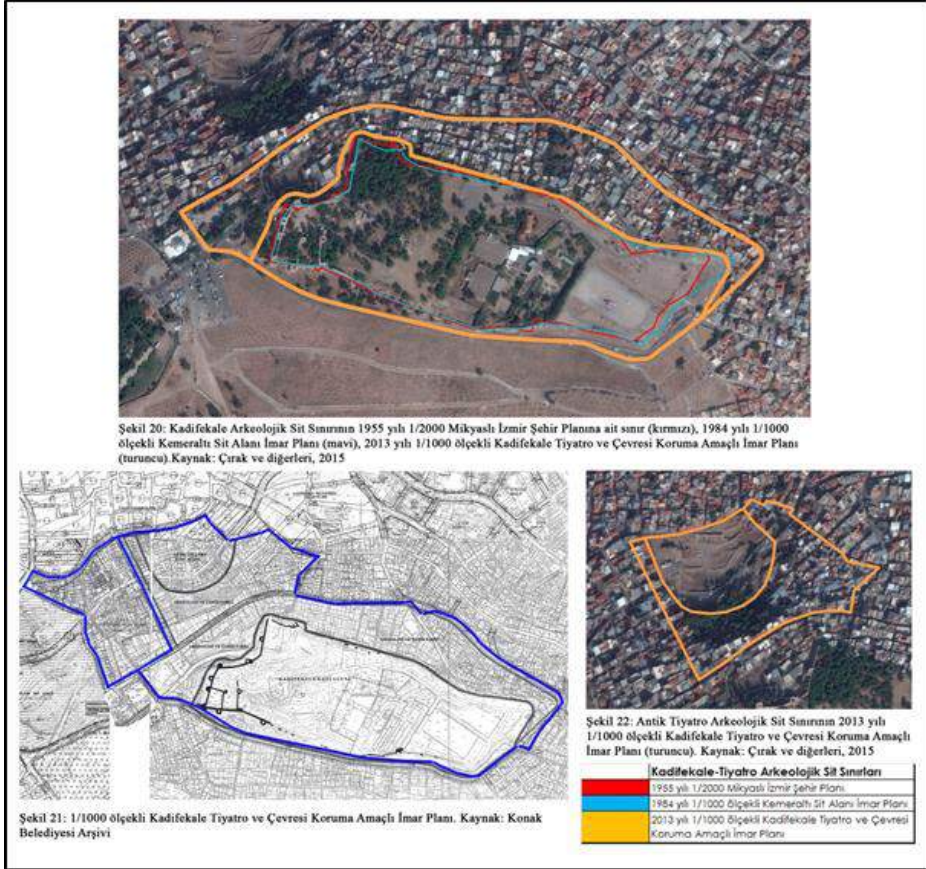 Şekil 20: Kadifekale Arkeolojik Sit Sınırının 1955 yılı 1/2000 Mikyaslı İzmir Şehir Planına ait sınır (kırmızı), 1984 yılı 1/1000
ölçekli Kemeraltı Sit Alanı İmar Planı (mavi), 2013 yılı 1/1000 ölçekli Kadifekale Tiyatro ve Çevresi Koruma Amaçlı İmar Planı
(turuncu).Kaynak: Çırak ve diğerleri, 2015
Şekil 21: 1/1000 ölçekli Kadifekale Tiyatro ve Çevresi Koruma Amaçlı İmar Planı. Kaynak: Konak
Belediyesi Arşivi
Şekil 22: Antik Tiyatro Arkeolojik Sit Sınırının 2013 yılı
1/1000 ölçekli Kadifekale Tiyatro ve Çevresi Koruma Amaçlı
İmar Planı (turuncu). Kaynak: Çırak ve diğerleri, 2015
Kadifekale-Tiyatro Arkeolojik Sit Sınırları
1955 yılı 1/2000 Mikyaslı İzmir Şehir Planı
1984 yılı 1/1000 ölçekli Kemeraltı Sit Alanı İmar Planı
2013 yılı 1/1000 ölçekli Kadifekale Tiyatro ve Çevresi
Koruma Amaçlı İmar Planı